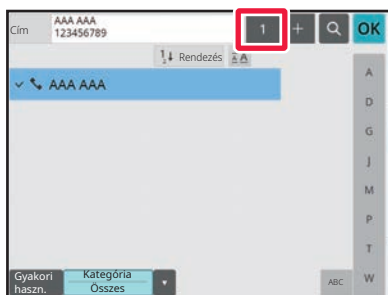 Cím
AAA AAA
123456789
1
+
OK
Rendezés
AAA AAA
A
D
G
J
M
P
T
W
Gyakori
haszn.
Kategória
Összes
ABC